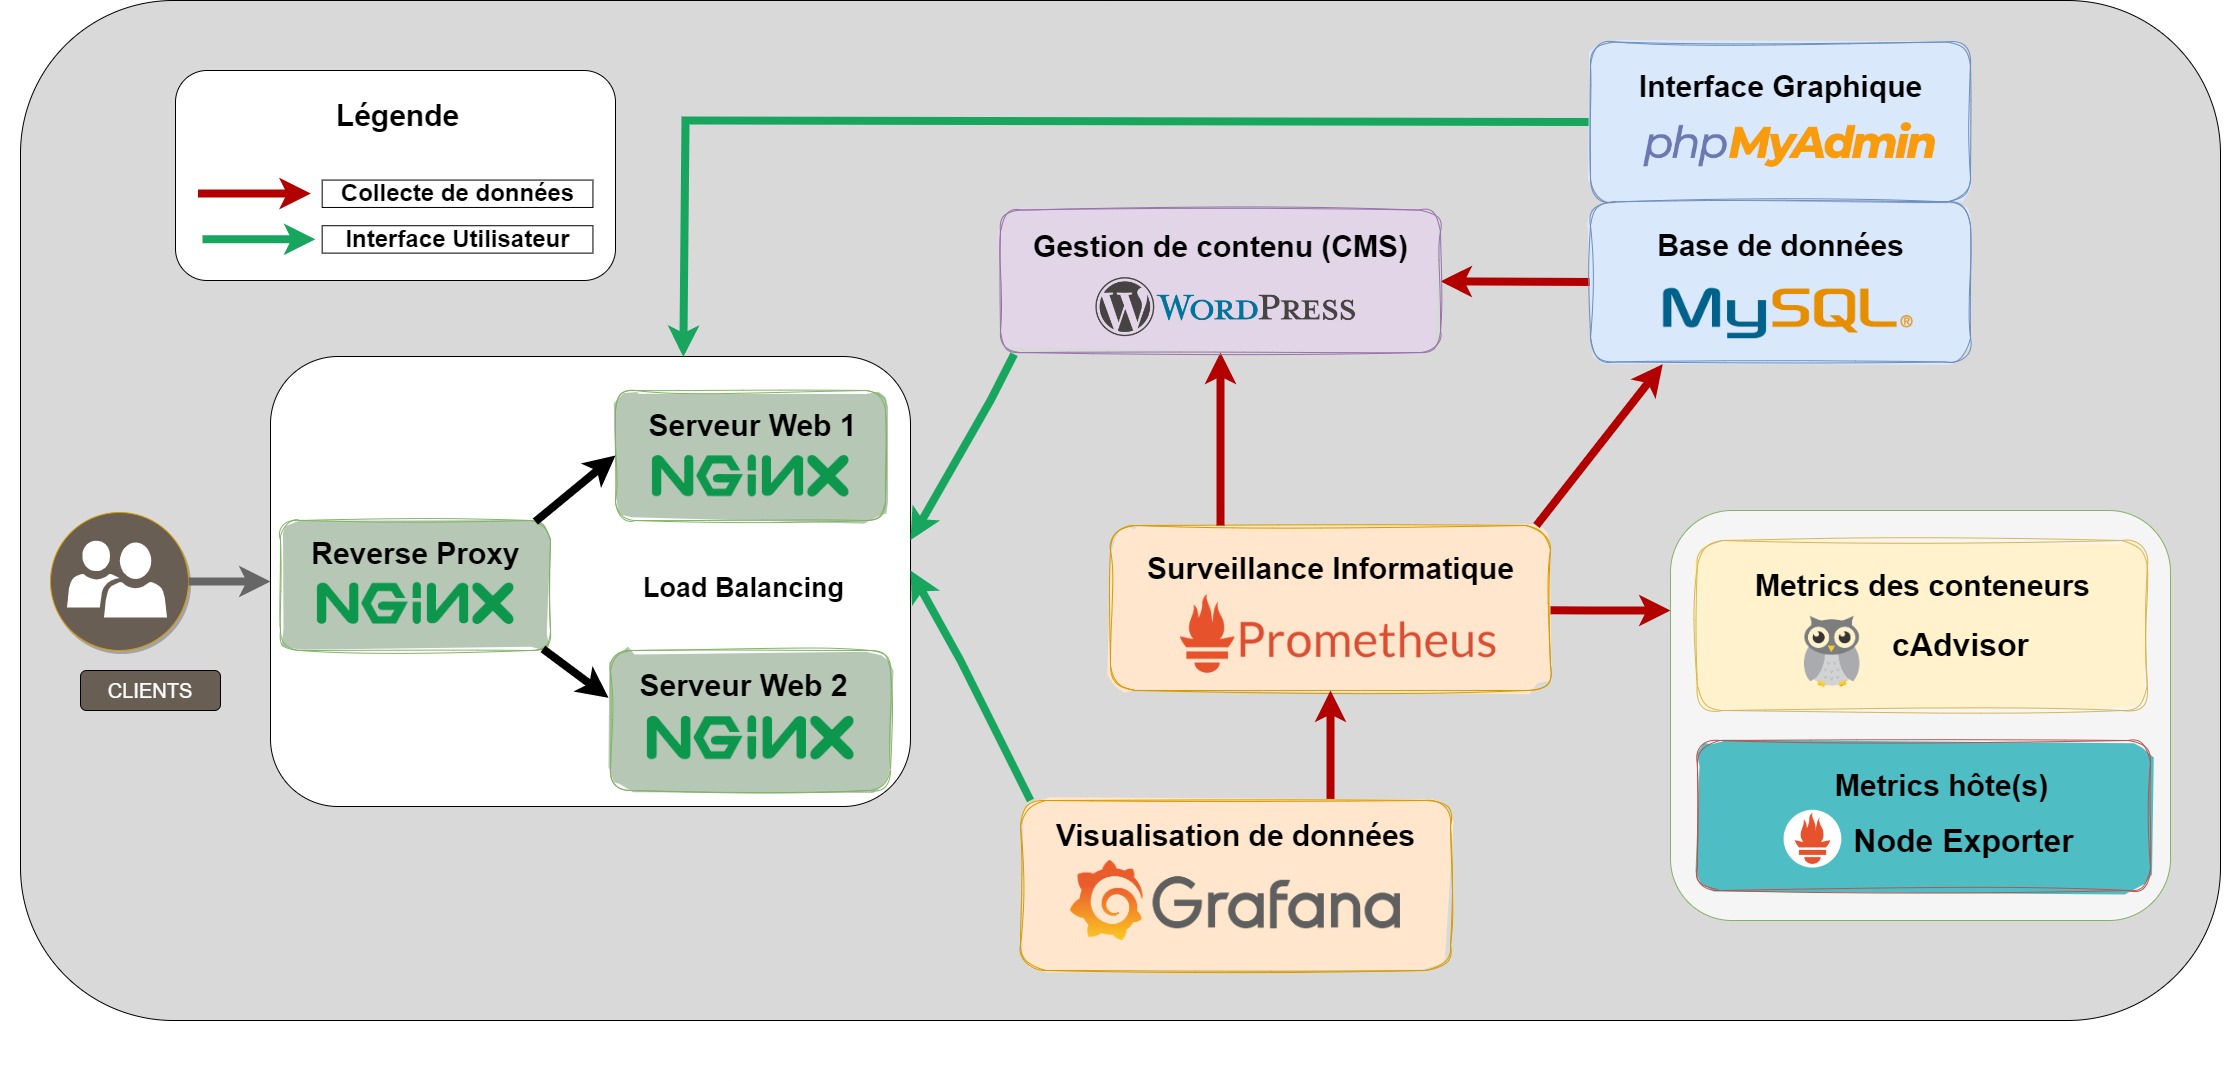 Légende
Collecte de données
Interface Utilisateur
Interface Graphique
phpMyAdmin
Base de données
MySQL®
Gestion de contenu (CMS)
W WORDPRESS
Serveur Web 1
NGiNX
Reverse Proxy
NGiNX
Load Balancing
Serveur Web 2
NGiNX
CLIENTS
Surveillance Informatique
Prometheus
Metrics des conteneurs
cAdvisor
Metrics hôte(s)
Node Exporter
Visualisation de données
Grafana